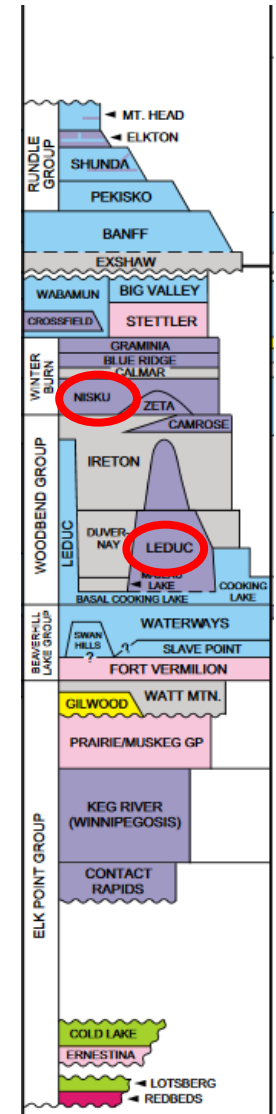 RUNDLE
GROUP
◄ MT. HEAD
◄ ELKTON
SHUNDA
PEKISKO
BANFF
EXSHAW
WABAMUN
BIG VALLEY
CROSSFIELD
STETTLER
WINTER
BURN
GRAMINIA
BLUE RIDGE
CALMAR
NISKU
ZETA
CAMROSE
WOODBEND GROUP
IRETON
LEDUC
DUVER-
NAY
LEDUC
◄ LAKE
COOKING
LAKE
BASAL COOKING LAKE
BEAVERHILL
LAKE GROUP
WATERWAYS
SWAN
HILLS
?
?
SLAVE POINT
FORT VERMILION
ELK POINT GROUP
GILWOOD
WATT MTN.
PRAIRIE/MUSKEG GP
KEG RIVER
(WINNIPEGOSIS)
CONTACT
RAPIDS
COLD LAKE
ERNESTINA
◄ LOTSBERG
◄ REDBEDS